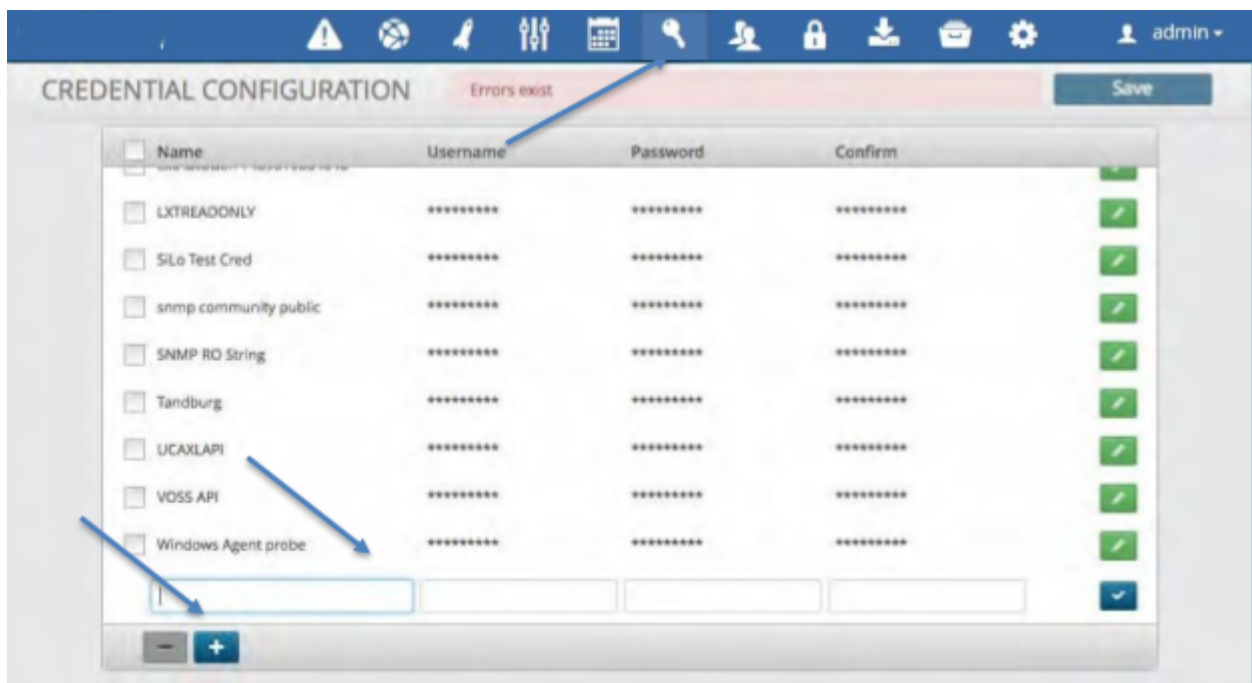 admin
CREDENTIAL CONFIGURATION Errors exist Save
Name Username Password Confirm
LXTREADONLY ********* ********* *********
SiLo Test Cred ********* ********* *********
snmp community public ********* ********* *********
SNMP RO String ********* ********* *********
Tandburg ********* ********* *********
UCAXLAPI ********* ********* *********
VOSS API ********* ********* *********
Windows Agent probe ********* ********* *********